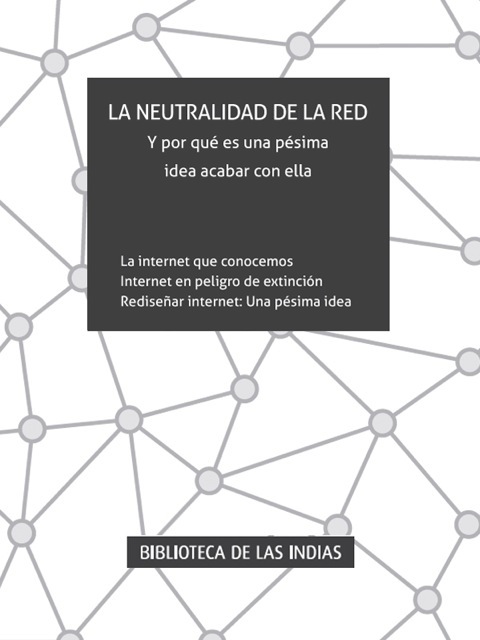 LA NEUTRALIDAD DE LA RED
Y por qué es una pésima
idea acabar con ella
La internet que conocemos
Internet en peligro de extinción
Rediseñar internet: Una pésima idea
BIBLIOTECA DE LAS INDIAS